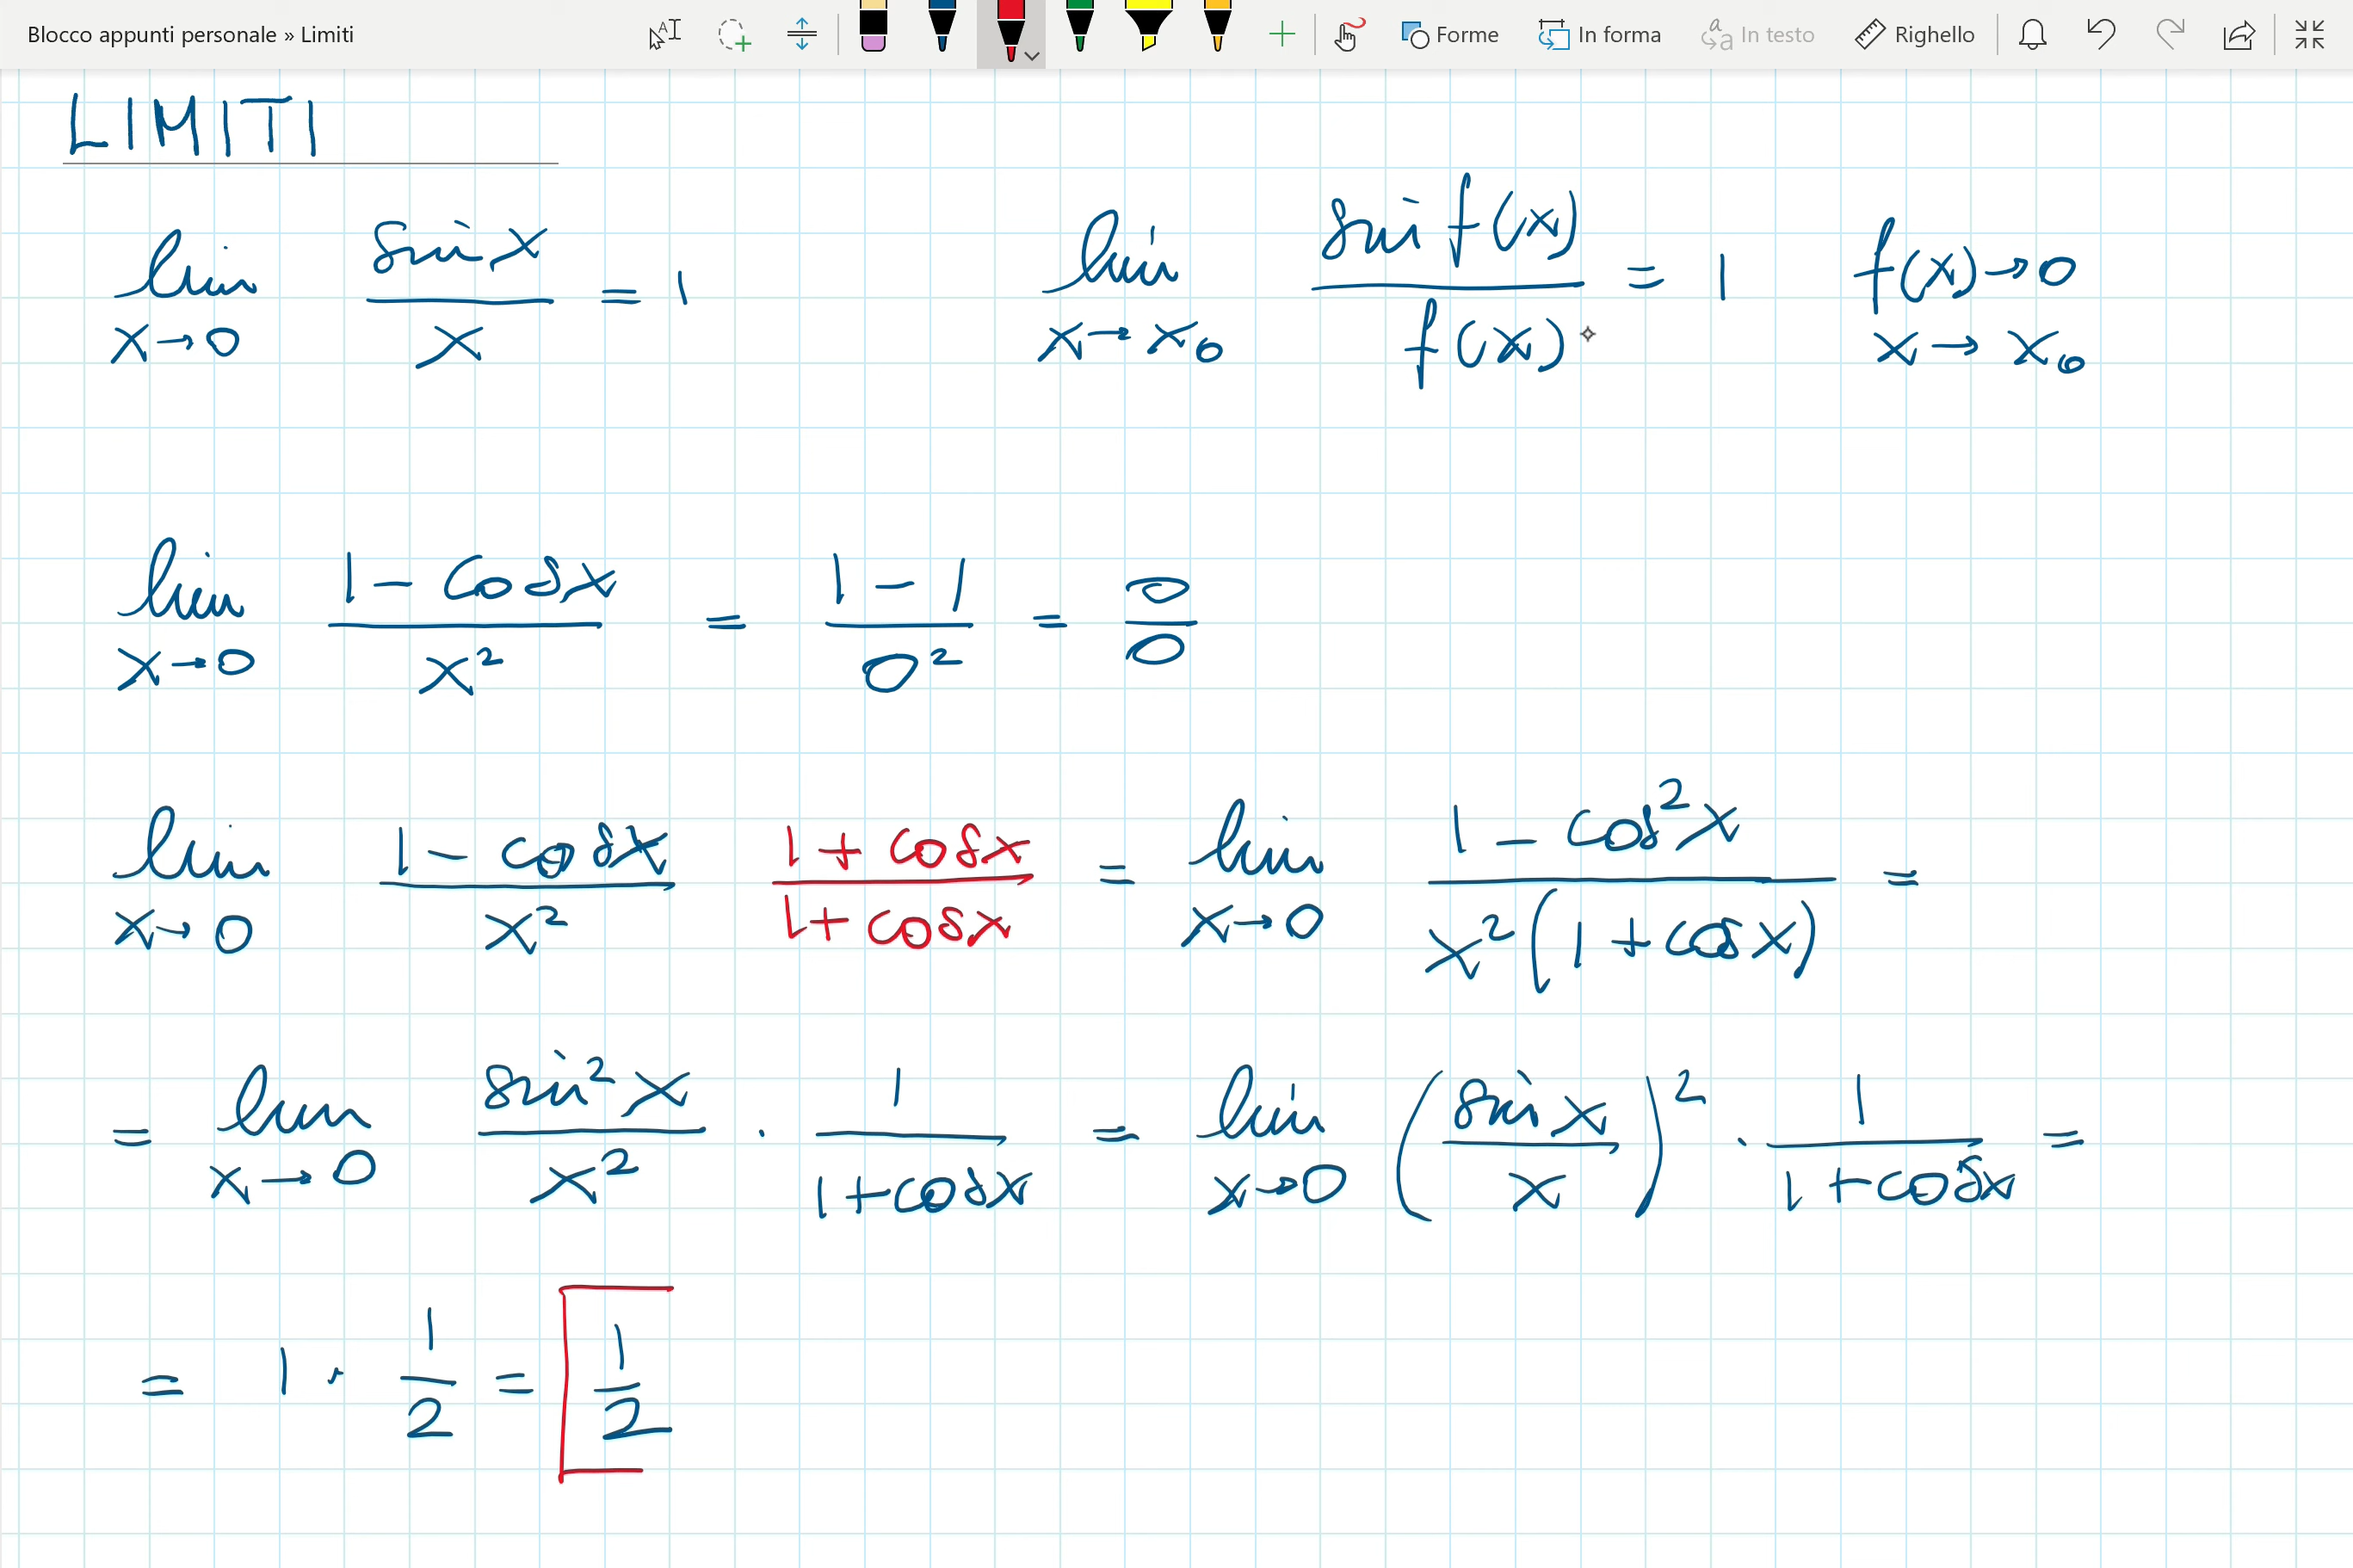 Blocco appunti personale » Limiti Forme In forma In testo Righello
LIMITI
lim x→0 sin x / x = 1 lim x→x₀ sin f(x) / f(x) = 1 f(x)→0 x→x₀
lim x→0 (1 - cos x) / x² = (1 - 1) / 0² = 0/0
lim x→0 (1 - cos x) / x² (1 + cos x) / (1 + cos x) = lim x→0 (1 - cos² x) / (x² (1 + cos x)) =
= lim x→0 sin² x / x² · 1 / (1 + cos x) = lim x→0 (sin x / x)² · 1 / (1 + cos x) =
= 1 · 1/2 = 1/2